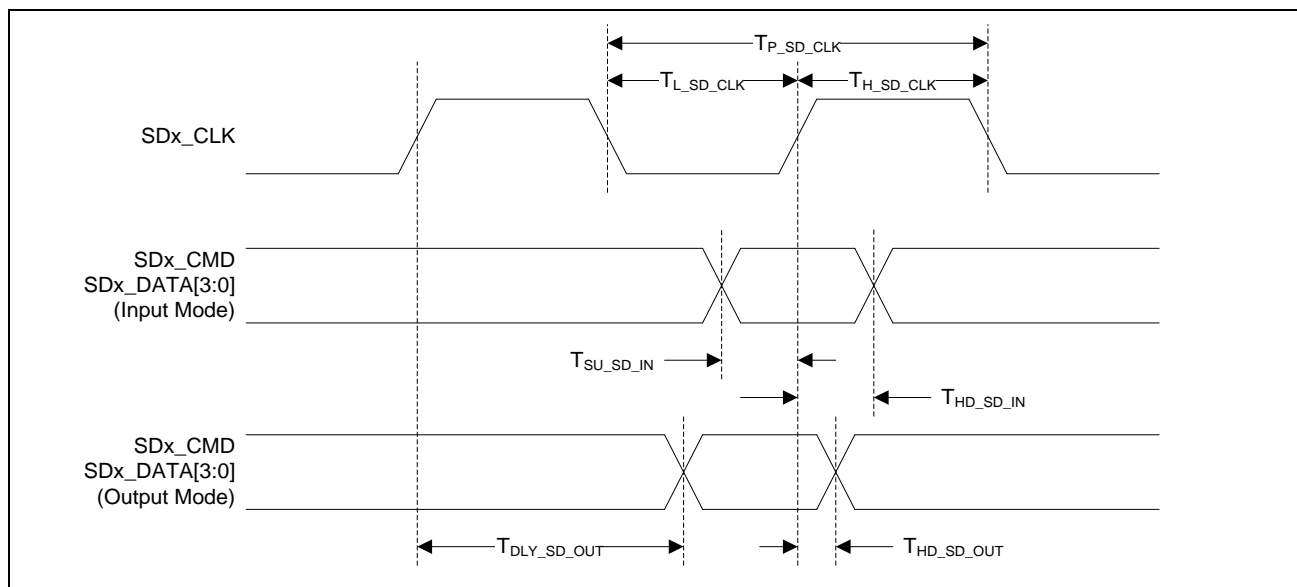 T_P_SD_CLK
T_L_SD_CLK
T_H_SD_CLK
SDx_CLK
SDx_CMD
SDx_DATA[3:0]
(Input Mode)
T_SU_SD_IN
T_HD_SD_IN
SDx_CMD
SDx_DATA[3:0]
(Output Mode)
T_DLY_SD_OUT
T_HD_SD_OUT